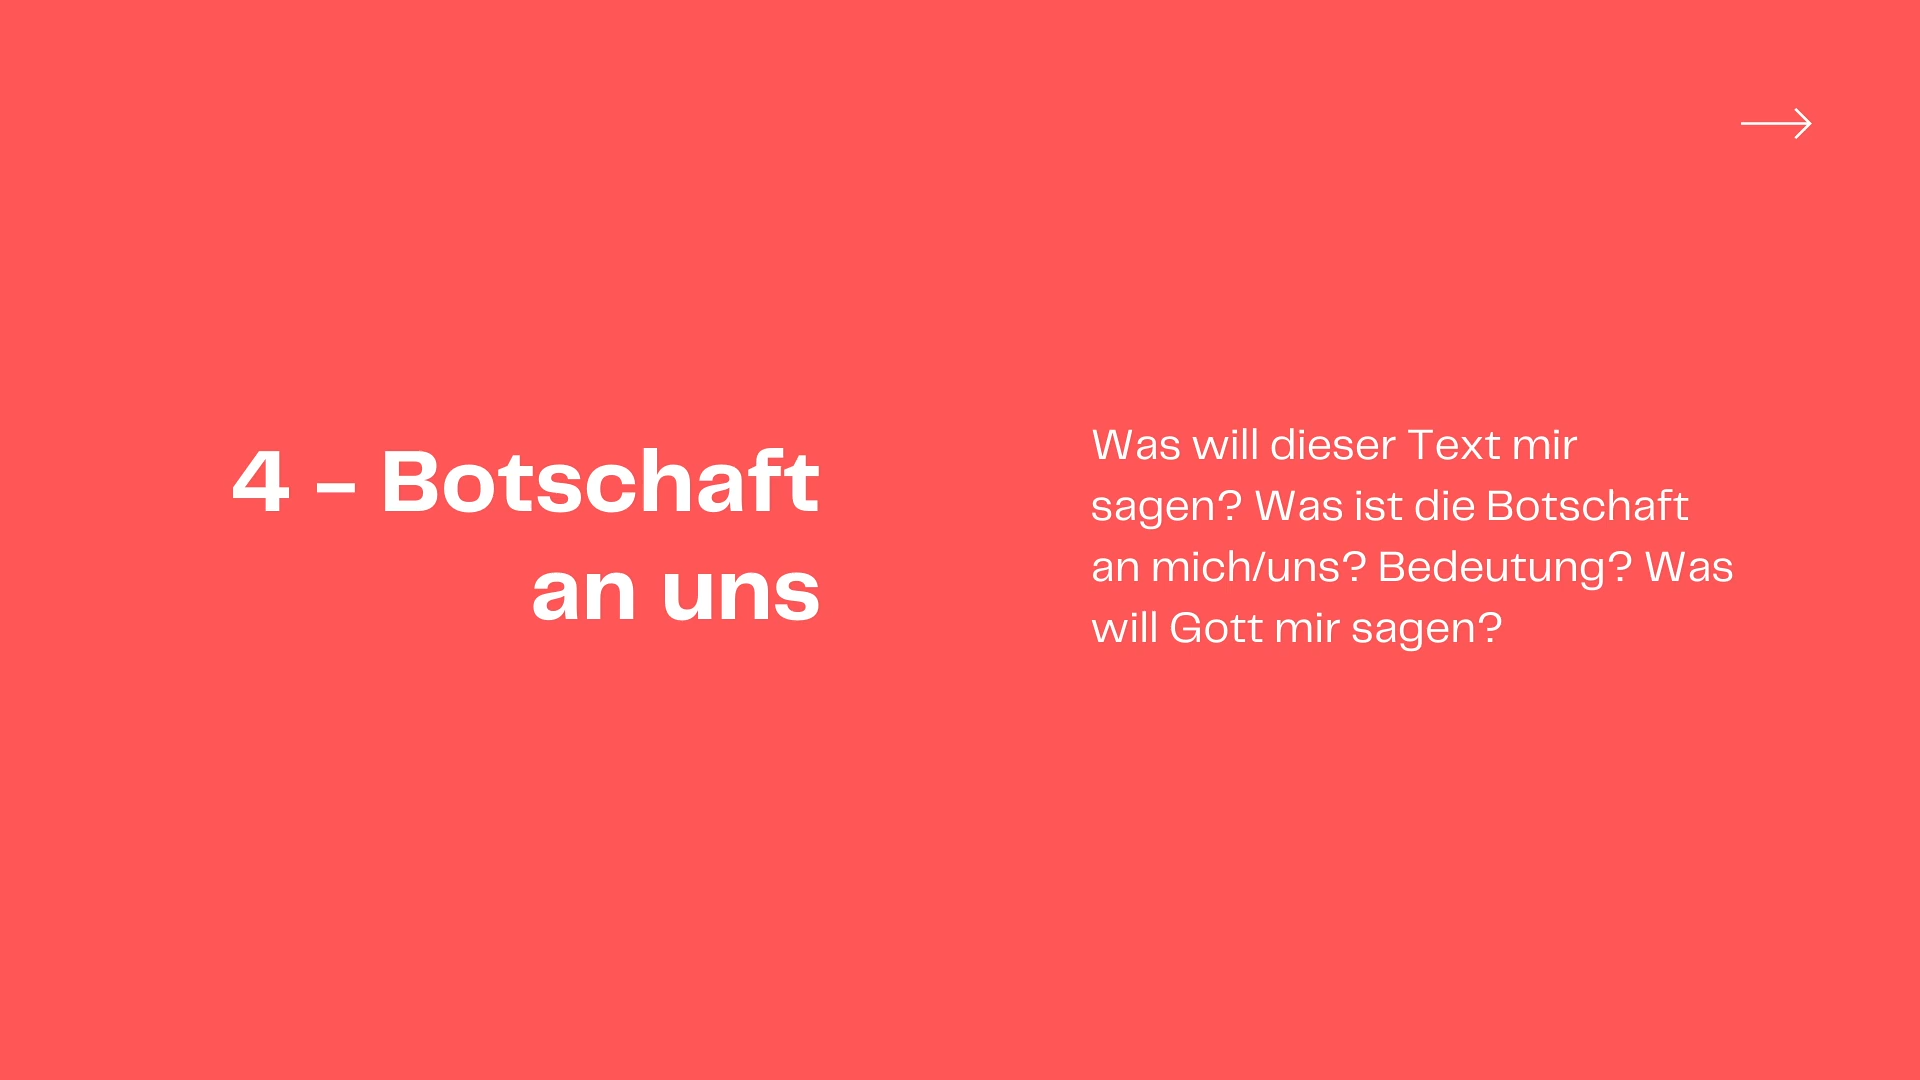 4 – Botschaft
an uns
Was will dieser Text mir
sagen? Was ist die Botschaft
an mich/uns? Bedeutung? Was
will Gott mir sagen?